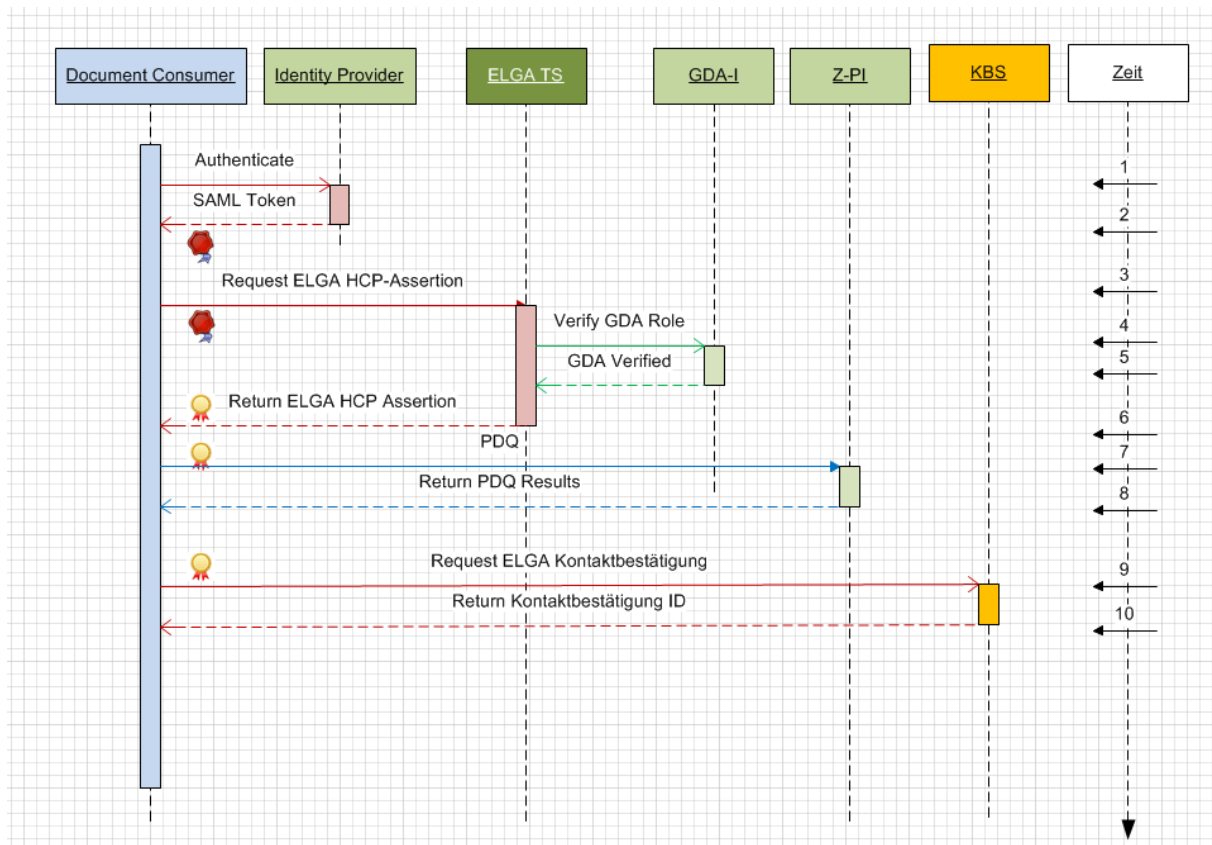 Document Consumer
Identity Provider
ELGA TS
GDA-I
Z-PI
KBS
Zeit
Authenticate
1
SAML Token
2
Request ELGA HCP-Assertion
3
Verify GDA Role
4
GDA Verified
5
Return ELGA HCP Assertion
6
PDQ
7
Return PDQ Results
8
Request ELGA Kontaktbestätigung
9
Return Kontaktbestätigung ID
10